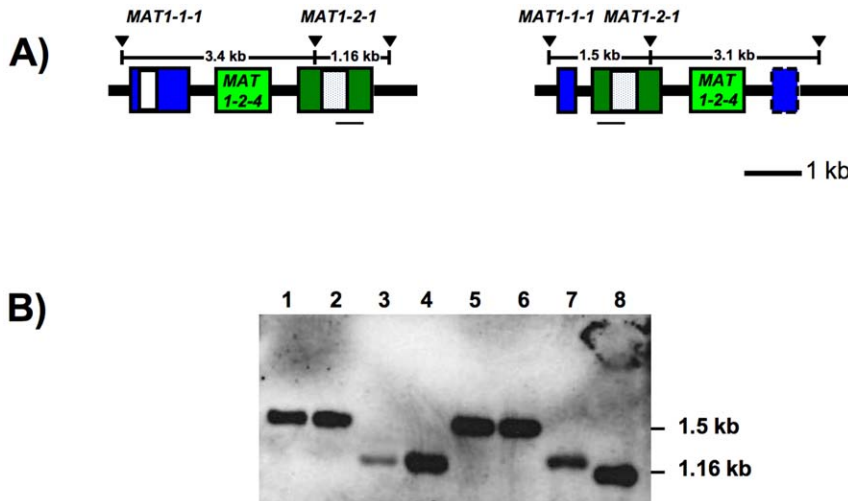 A)
MAT1-1-1 MAT1-2-1
3.4 kb 1.16 kb
MAT 1-2-4
MAT1-1-1 MAT1-2-1
1.5 kb 3.1 kb
MAT 1-2-4
1 kb
B)
1 2 3 4 5 6 7 8
1.5 kb
1.16 kb